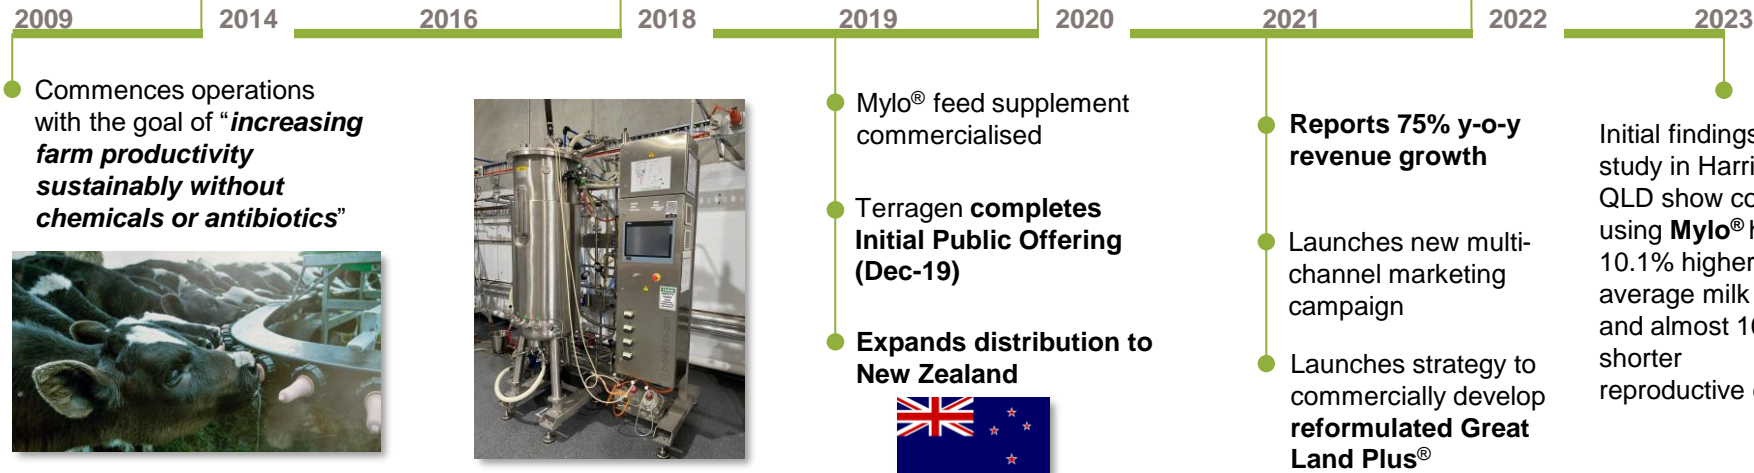 2009 2014 2016 2018 2019 2020 2021 2022 2023
Commences operations
with the goal of “increasing
farm productivity
sustainably without
chemicals or antibiotics”
Mylo® feed supplement
commercialised
Terragen completes
Initial Public Offering
(Dec-19)
Expands distribution to
New Zealand
Reports 75% y-o-y
revenue growth
Launches new multi-
channel marketing
campaign
Launches strategy to
commercially develop
reformulated Great
Land Plus®
Initial findings
study in
QLD show
using Mylo®
10.1% higher
average milk
and almost
shorter
reproductive